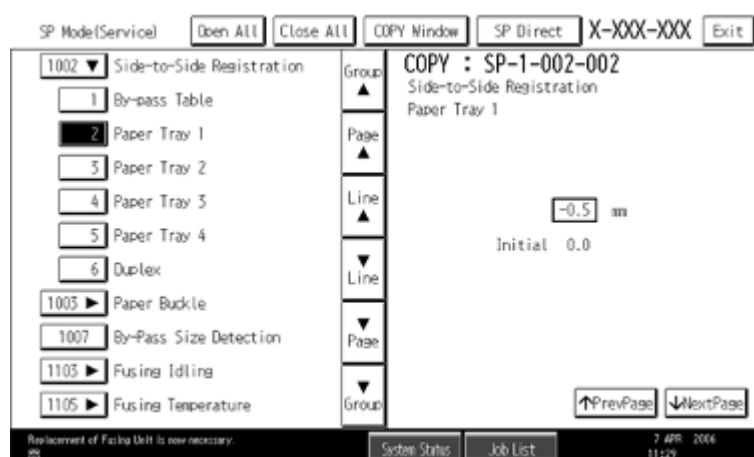 SP Mode(Service) Open All Close All COPY Window SP Direct X-XXX-XXX Exit
1002 ▼ Side-to-Side Registration
1 By-pass Table
2 Paper Tray 1
3 Paper Tray 2
4 Paper Tray 3
5 Paper Tray 4
6 Duplex
1003 ► Paper Buckle
1007 By-Pass Size Detection
1103 ► Fusing Idling
1105 ► Fusing Temperature
Group ▲
Page ▲
Line ▲
▼ Line
▼ Page
▼ Group
COPY : SP-1-002-002
Side-to-Side Registration
Paper Tray 1
-0.5 mm
Initial 0.0
↑PrevPage ↓NextPage
Replacement of Fusing Unit is now necessary.
System Status Job List 7 APR 2006
11:29